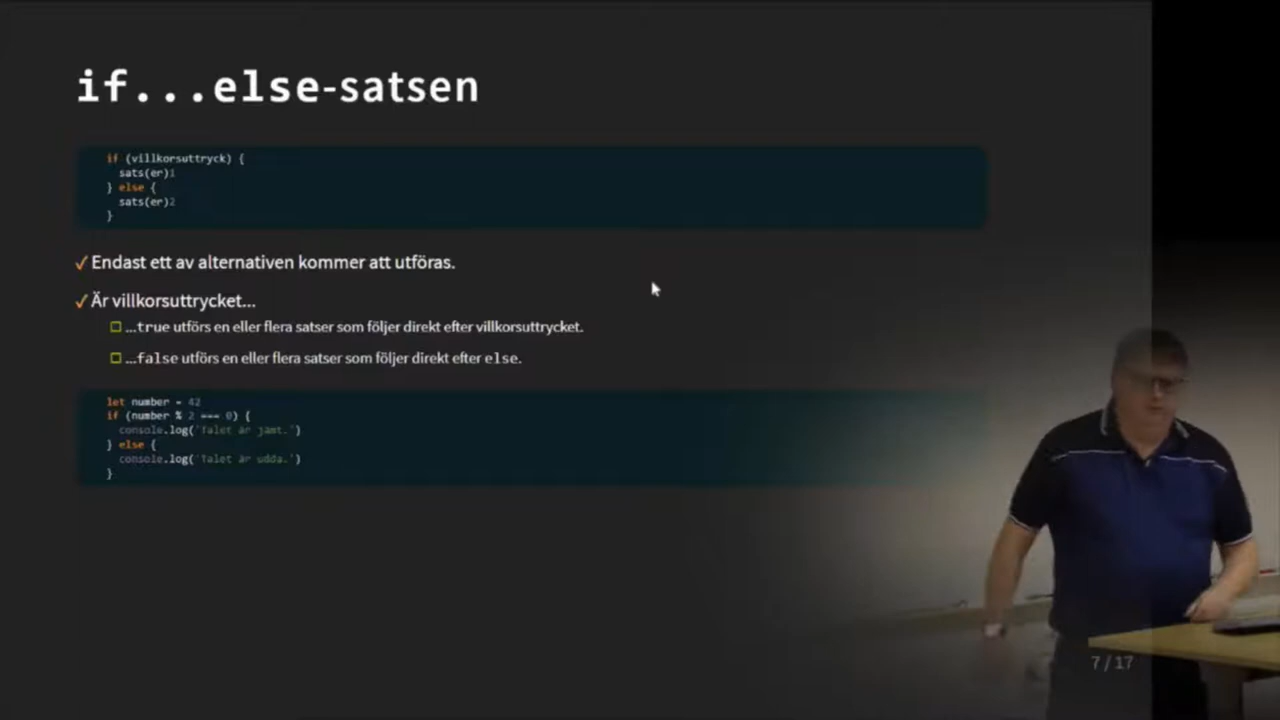 if...else-satsen
if (villkorsuttryck) {
sats(er)1
} else {
sats(er)2
}
✓ Endast ett av alternativen kommer att utföras.
✓ Är villkorsuttrycket...
...true utförs en eller flera satser som följer direkt efter villkorsuttrycket.
...false utförs en eller flera satser som följer direkt efter else.
let number = 42
if (number % 2 === 0) {
console.log('Talet är jämt.')
} else {
console.log('Talet är udda.')
}
7 / 17